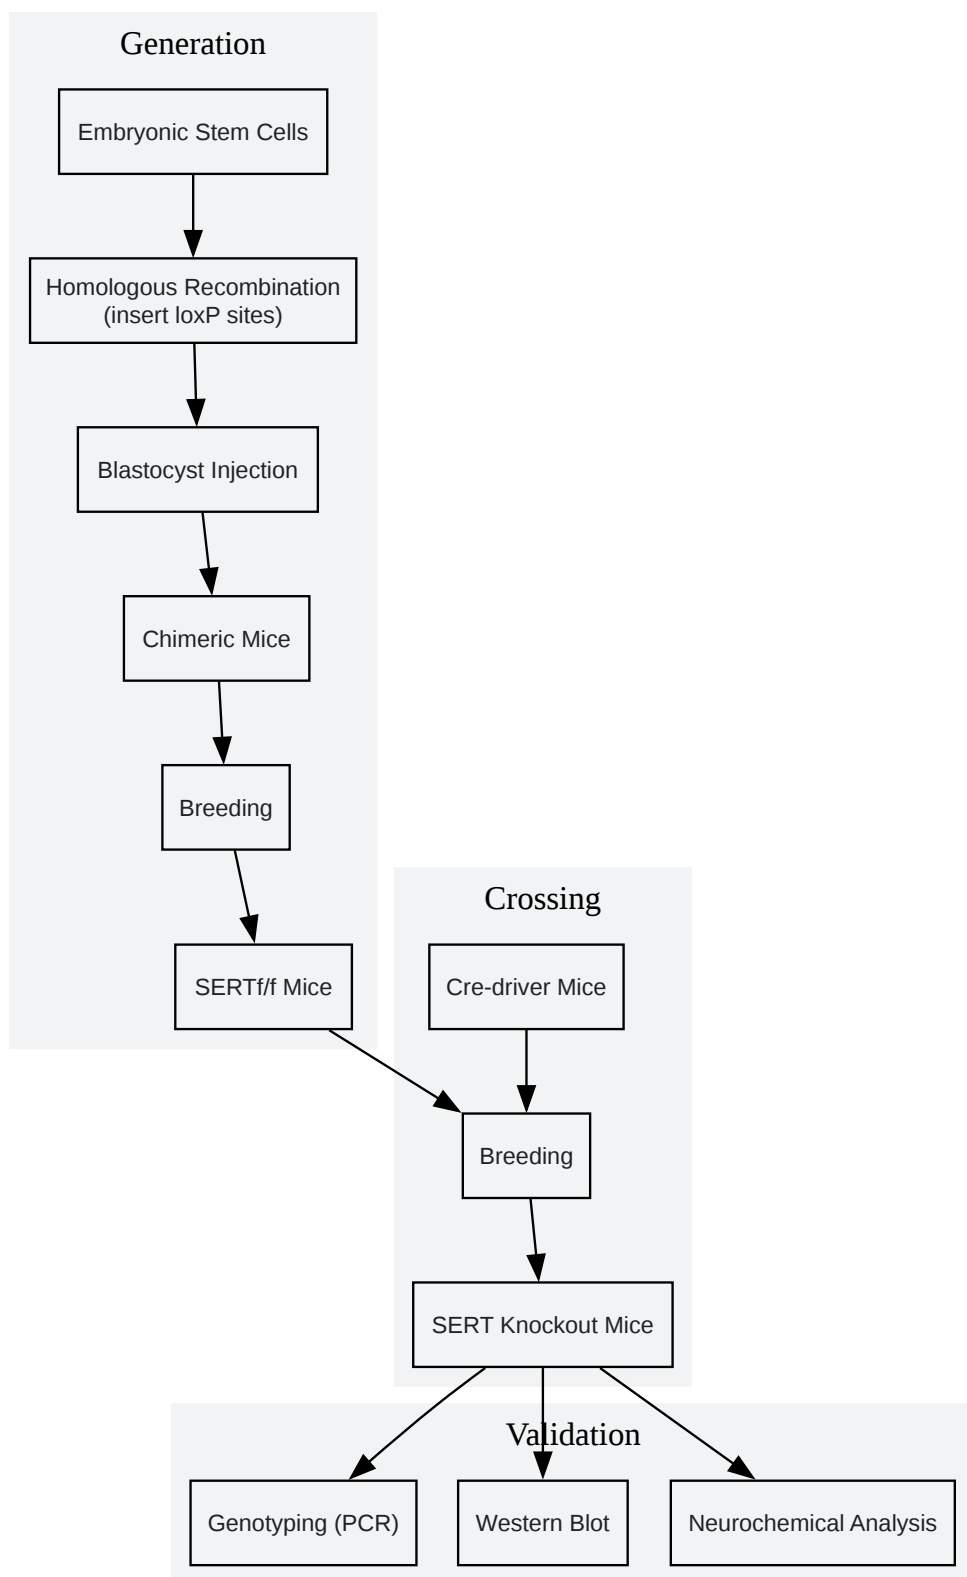 Generation
Embryonic Stem Cells
Homologous Recombination
(insert loxP sites)
Blastocyst Injection
Chimeric Mice
Breeding
SERTf/f Mice
Crossing
Cre-driver Mice
Breeding
SERT Knockout Mice
Validation
Genotyping (PCR)
Western Blot
Neurochemical Analysis